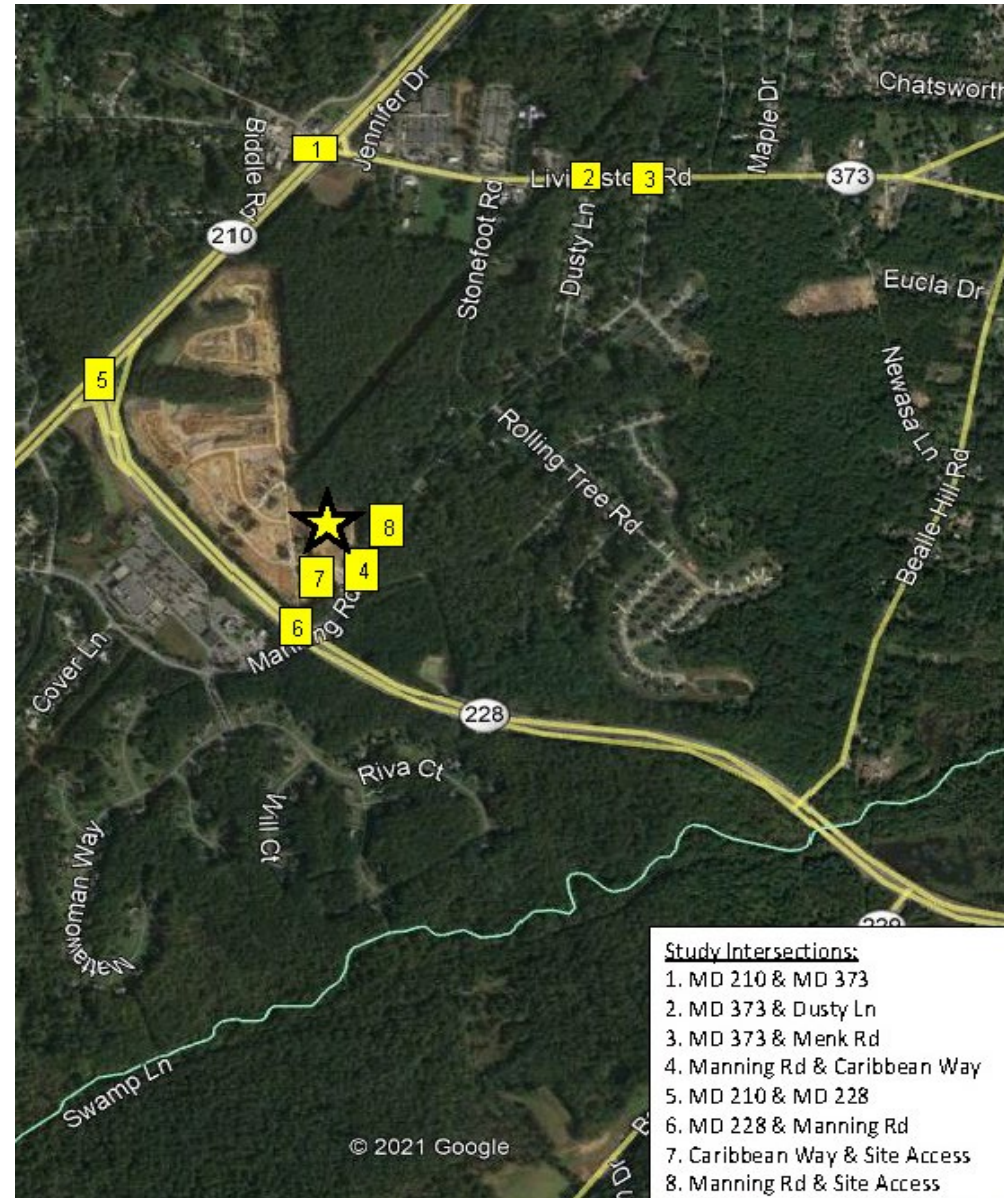 Chatsworth
Jennifer Dr
Maple Dr
Biddle Rd
1
2
3
373
Stonefoot Rd
Dusty Ln
210
Eucla Dr
5
Newasa Ln
Rolling Tree Rd
Bealle Hill Rd
8
7
4
6
Manning Rd
Cover Ln
228
Riva Ct
Will Ct
Mattawoman Way
Swamp Ln
© 2021 Google
Study Intersections:
1. MD 210 & MD 373
2. MD 373 & Dusty Ln
3. MD 373 & Menk Rd
4. Manning Rd & Caribbean Way
5. MD 210 & MD 228
6. MD 228 & Manning Rd
7. Caribbean Way & Site Access
8. Manning Rd & Site Access